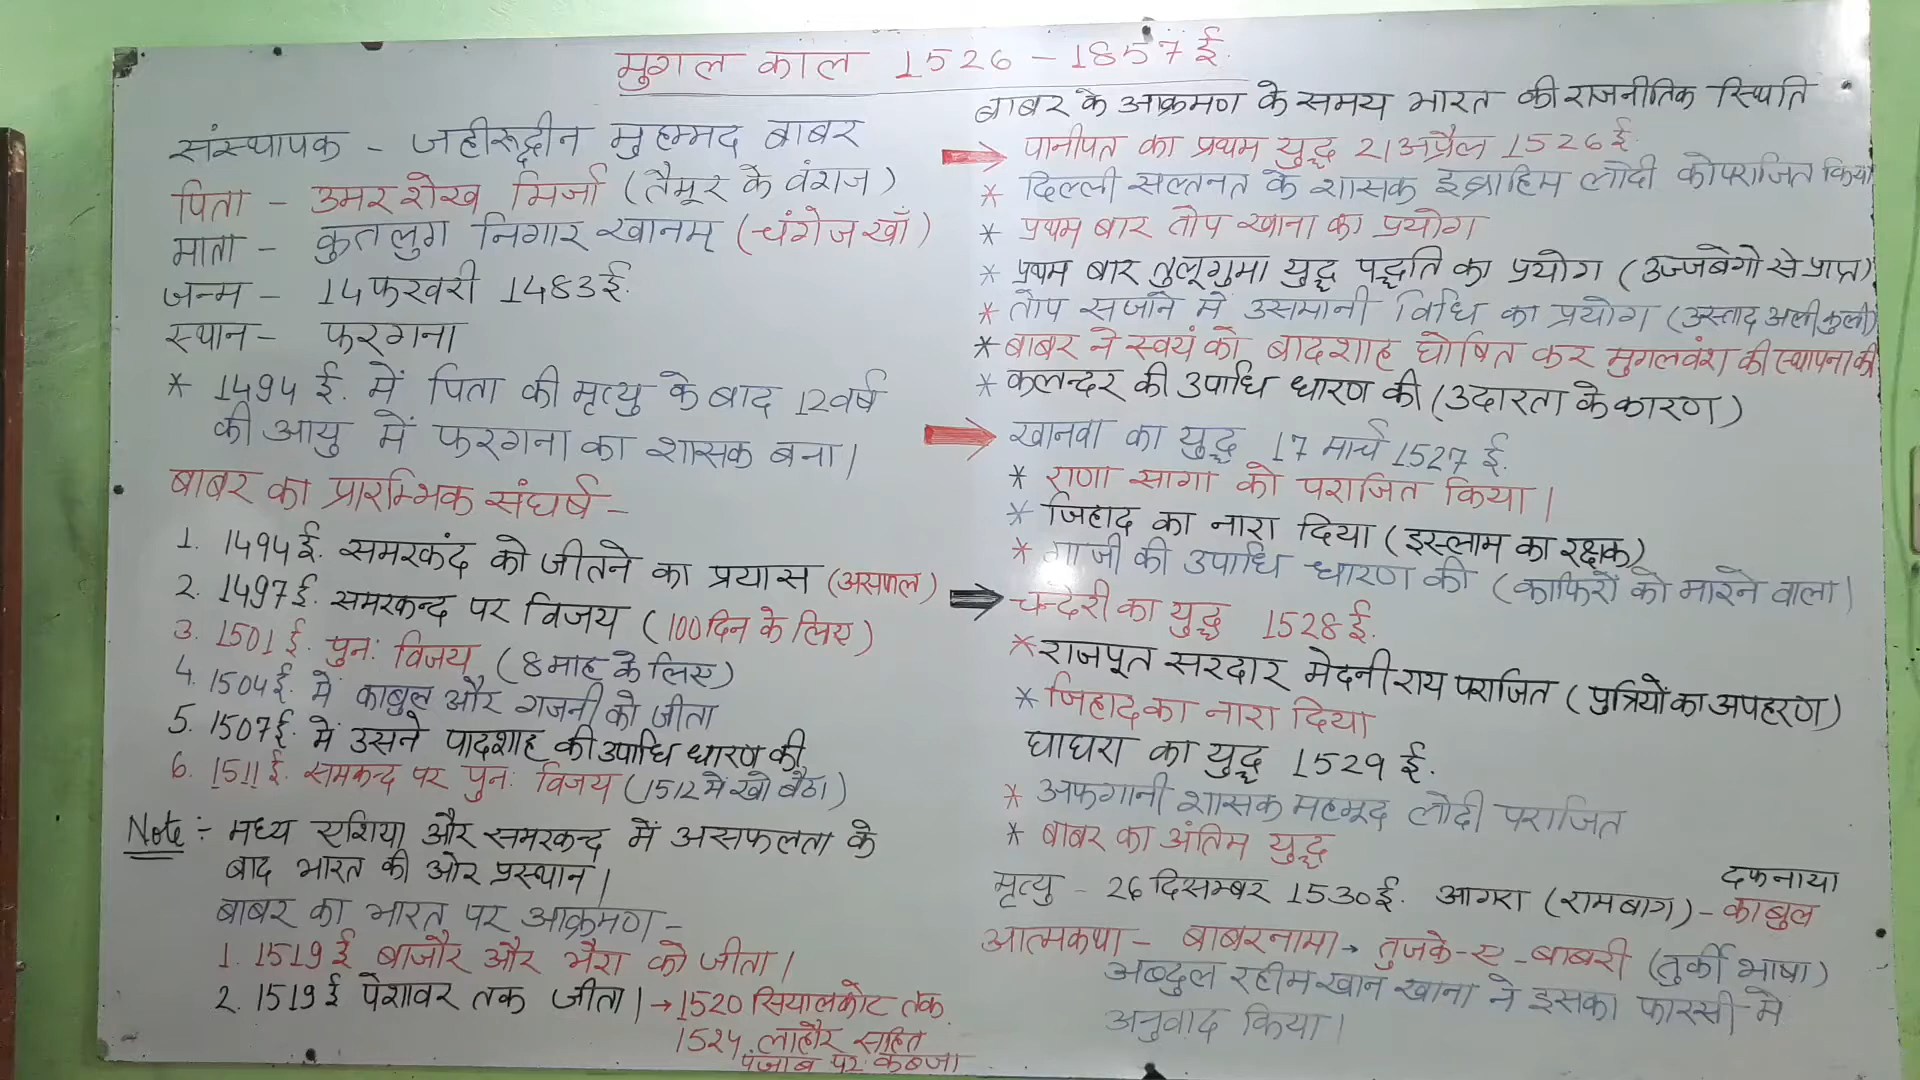 मुगल काल 1526 - 1857 ई.
संस्थापक - जहीरूद्दीन मुहम्मद बाबर
पिता - उमर शेख मिर्जा (तैमूर के वंशज)
माता - कुतलुग निगार खानम् (चंगेज खाँ)
जन्म - 14 फरवरी 1483 ई.
स्थान - फरगना
* 1494 ई. में पिता की मृत्यु के बाद 12 वर्ष
की आयु में फरगना का शासक बना।
बाबर का प्रारम्भिक संघर्ष -
1. 1494 ई. समरकंद को जीतने का प्रयास (असफल)
2. 1497 ई. समरकन्द पर विजय (100 दिन के लिए)
3. 1501 ई. पुनः विजय (8 माह के लिए)
4. 1504 ई. में काबुल और गजनी को जीता
5. 1507 ई. में उसने पादशाह की उपाधि धारण की
6. 1511 ई. समकन्द पर पुनः विजय (1512 में खो बैठा)
Note :- मध्य एशिया और समरकन्द में असफलता के
बाद भारत की ओर प्रस्थान।
बाबर का भारत पर आक्रमण -
1. 1519 ई बाजौर और भैरा को जीता।
2. 1519 ई पेशावर तक जीता। → 1520 सियालकोट तक
1524 लाहौर सहित
पंजाब पर कब्जा
बाबर के आक्रमण के समय भारत की राजनीतिक स्थिति
⇒ पानीपत का प्रथम युद्ध 21 अप्रैल 1526 ई.
* दिल्ली सल्तनत के शासक इब्राहिम लोदी को पराजित किया
* प्रथम बार तोप खाना का प्रयोग
* प्रथम बार तुलूगुमा युद्ध पद्धति का प्रयोग (उज्जबेगो से प्राप्त)
* तोप सजाने में उसमानी विधि का प्रयोग (उस्ताद अली कुली)
* बाबर ने स्वयं को बादशाह घोषित कर मुगलवंश की स्थापना की
* कलन्दर की उपाधि धारण की (उदारता के कारण)
⇒ खानवा का युद्ध 17 मार्च 1527 ई.
* राणा सागा को पराजित किया।
* जिहाद का नारा दिया (इस्लाम का रक्षक)
* गाजी की उपाधि धारण की (काफिरों को मारने वाला)
⇒ चन्देरी का युद्ध 1528 ई.
* राजपूत सरदार मेदनी राय पराजित (पुत्रियों का अपहरण)
* जिहाद का नारा दिया
घाघरा का युद्ध 1529 ई.
* अफगानी शासक महमूद लोदी पराजित
* बाबर का अंतिम युद्ध
मृत्यु - 26 दिसम्बर 1530 ई. आगरा (रामबाग) - काबुल दफनाया
आत्मकथा - बाबरनामा → तुजके-ए-बाबरी (तुर्की भाषा)
अब्दुल रहीम खान खाना ने इसका फारसी मे
अनुवाद किया।